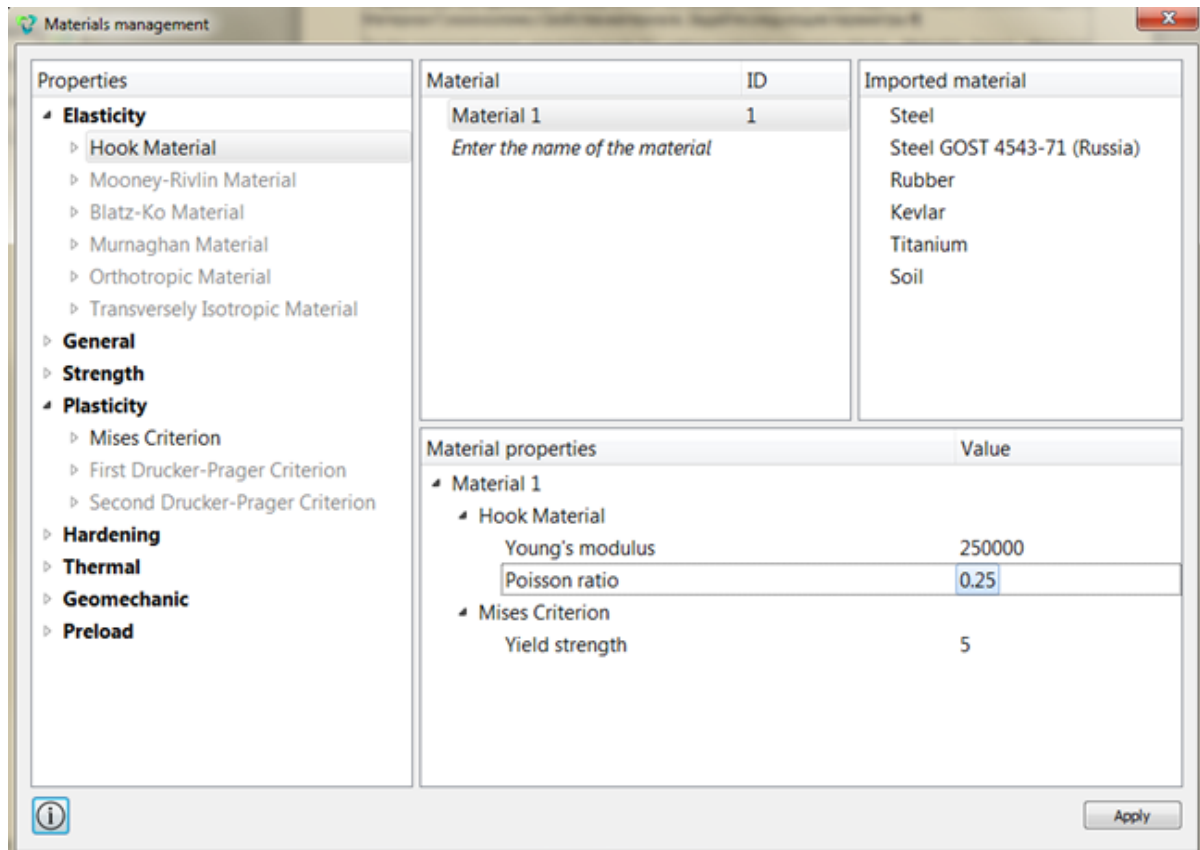 Materials management
Properties
Elasticity
Hook Material
Mooney-Rivlin Material
Blatz-Ko Material
Murnaghan Material
Orthotropic Material
Transversely Isotropic Material
General
Strength
Plasticity
Mises Criterion
First Drucker-Prager Criterion
Second Drucker-Prager Criterion
Hardening
Thermal
Geomechanic
Preload
Material ID
Material 1 1
Enter the name of the material
Imported material
Steel
Steel GOST 4543-71 (Russia)
Rubber
Kevlar
Titanium
Soil
Material properties Value
Material 1
Hook Material
Young's modulus 250000
Poisson ratio 0.25
Mises Criterion
Yield strength 5
Apply